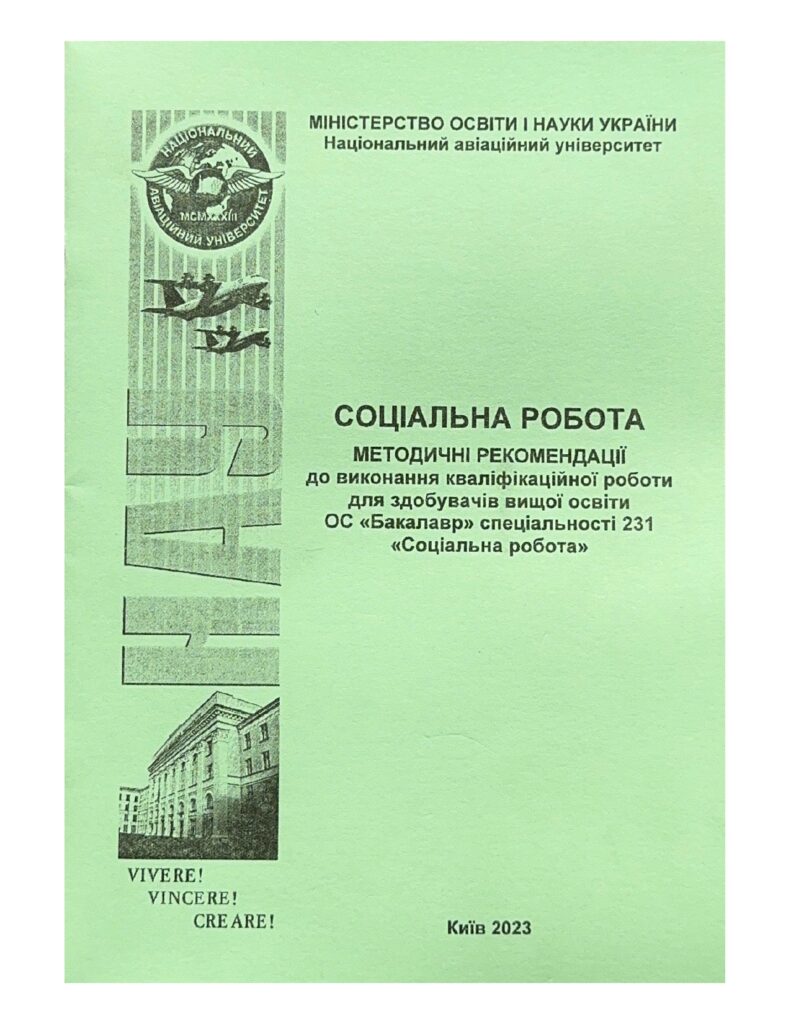 МІНІСТЕРСТВО ОСВІТИ І НАУКИ УКРАЇНИ
Національний авіаційний університет
НАЦІОНАЛЬНИЙ
АВІАЦІЙНИЙ УНІВЕРСИТЕТ
MCMXXXIII
НАУ
СОЦІАЛЬНА РОБОТА
МЕТОДИЧНІ РЕКОМЕНДАЦІЇ
до виконання кваліфікаційної роботи
для здобувачів вищої освіти
ОС «Бакалавр» спеціальності 231
«Соціальна робота»
VIVERE!
VINCERE!
CREARE!
Київ 2023